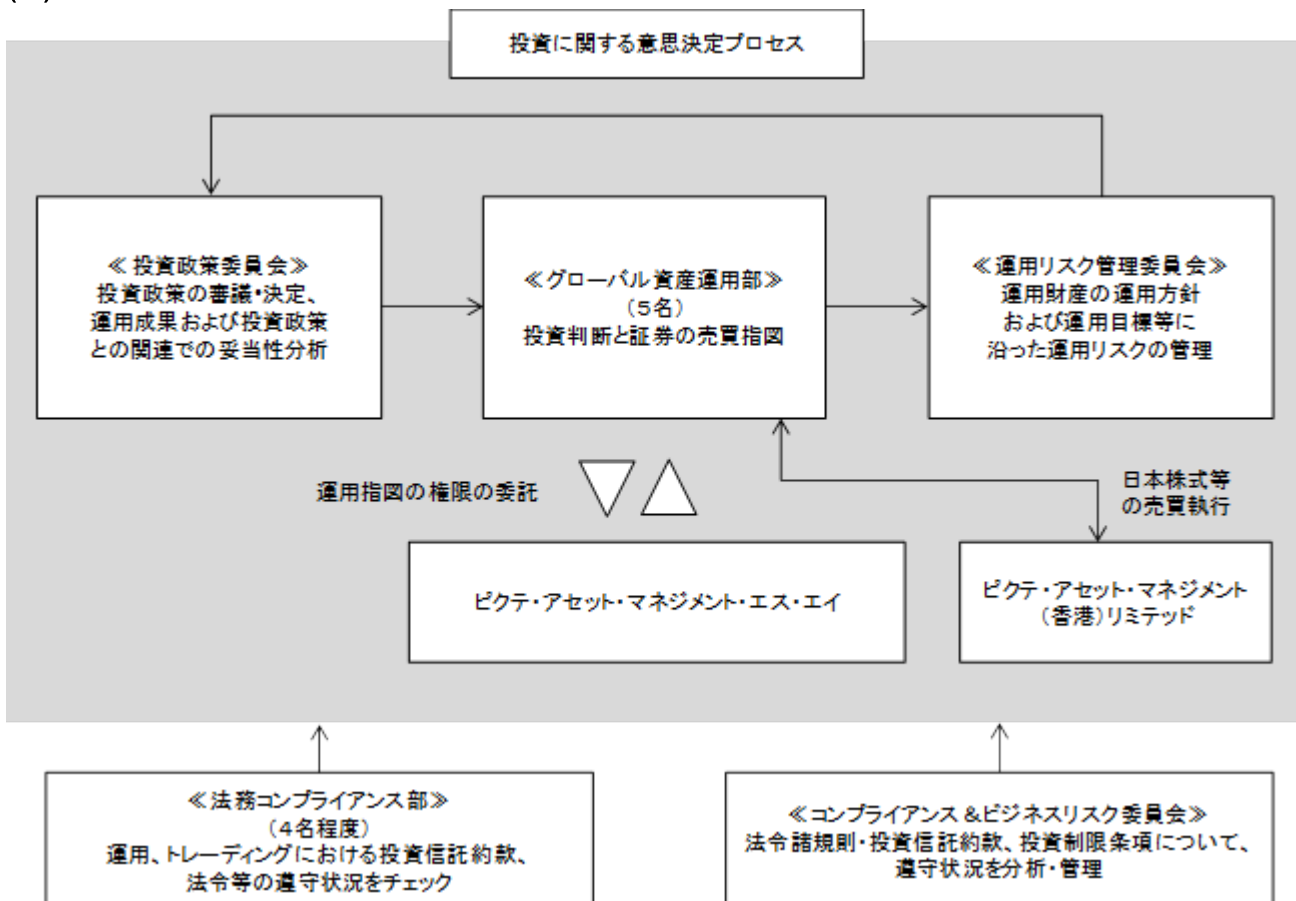 投資に関する意思決定プロセス
≪投資政策委員会≫
投資政策の審議・決定、
運用成果および投資政策
との関連での妥当性分析
≪グローバル資産運用部≫
(5名)
投資判断と証券の売買指図
≪運用リスク管理委員会≫
運用財産の運用方針
および運用目標等に
沿った運用リスクの管理
運用指図の権限の委託
日本株式等
の売買執行
ピクテ・アセット・マネジメント・エス・エイ
ピクテ・アセット・マネジメント
(香港)リミテッド
≪法務コンプライアンス部≫
(4名程度)
運用、トレーディングにおける投資信託約款、
法令等の遵守状況をチェック
≪コンプライアンス&ビジネスリスク委員会≫
法令諸規則・投資信託約款、投資制限条項について、
遵守状況を分析・管理